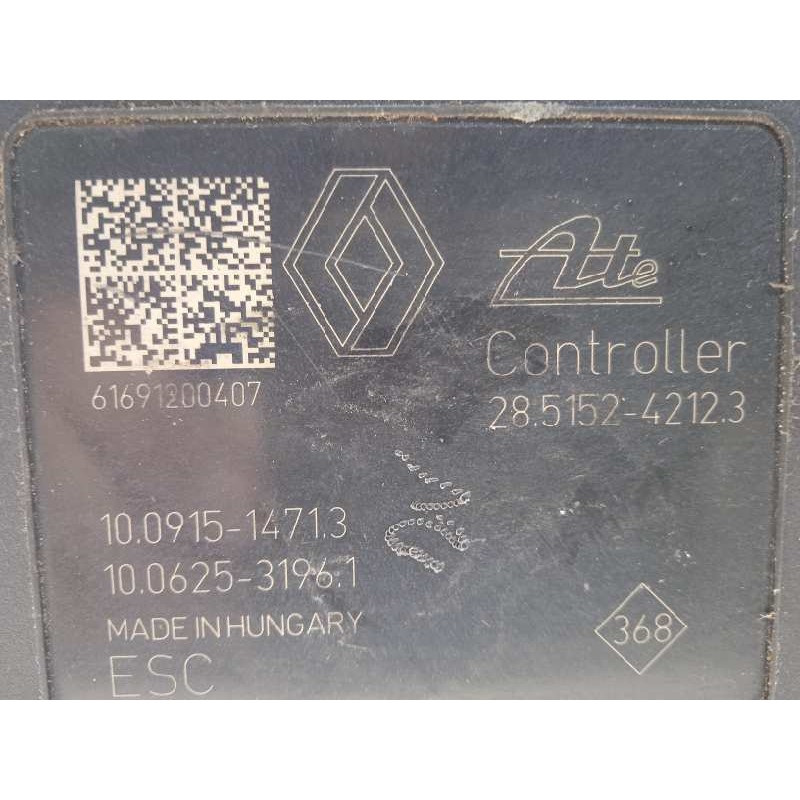 61691200407
Ate
Controller
28.5152-4212.3
10.0915-1471.3
10.0625-3196.1
MADE IN HUNGARY
ESC
368